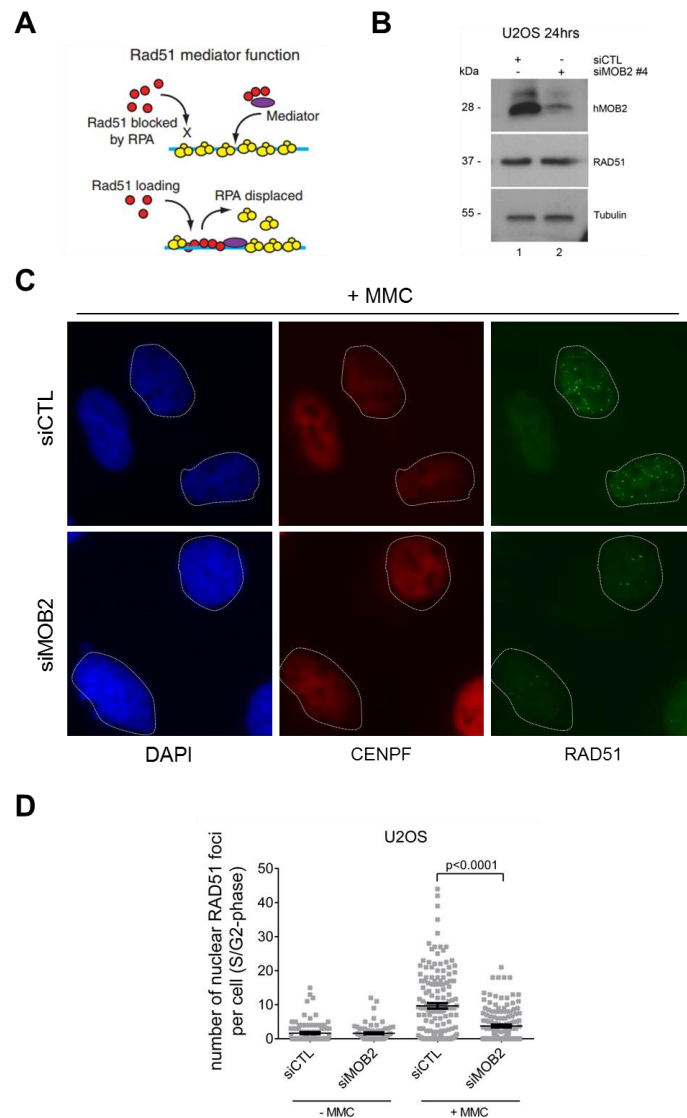 A
Rad51 mediator function
Rad51 blocked
by RPA
X
Mediator
Rad51 loading
RPA displaced
B
U2OS 24hrs
+ - siCTL
kDa - + siMOB2 #4
28 - hMOB2
37 - RAD51
55 - Tubulin
1 2
C
+ MMC
siCTL
siMOB2
DAPI CENPF RAD51
D
U2OS
number of nuclear RAD51 foci
per cell (S/G2-phase)
50
40
30
20
10
0
p<0.0001
siCTL siMOB2 siCTL siMOB2
- MMC + MMC